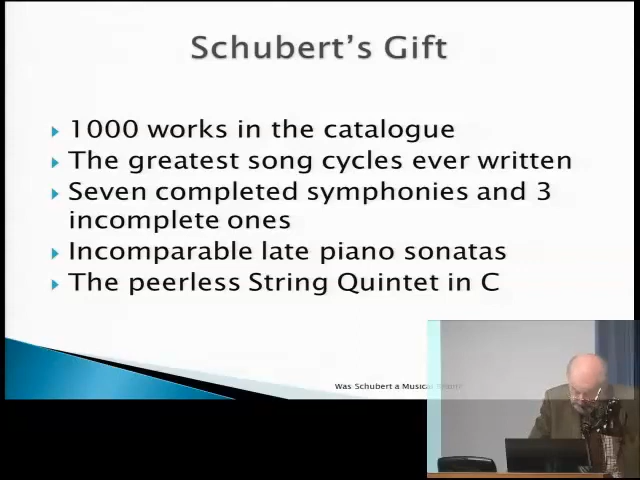 Schubert's Gift
1000 works in the catalogue
The greatest song cycles ever written
Seven completed symphonies and 3
incomplete ones
Incomparable late piano sonatas
The peerless String Quintet in C
Was Schubert a Musical